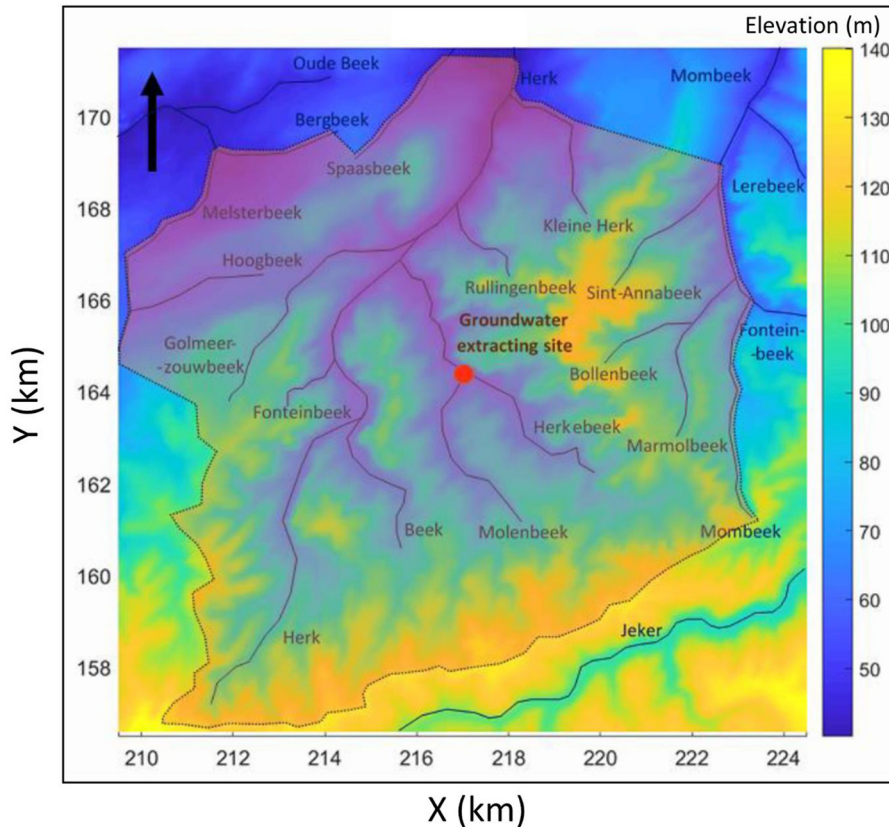 Elevation (m)
Oude Beek
Herk
Mombeek
140
170
Bergbeek
130
Spaasbeek
Lerebeek
120
168
Melsterbeek
Kleine Herk
110
Hoogbeek
166
Rullingenbeek
Sint-Annabeek
100
Groundwater
extracting site
Golmeer-
-zouwbeek
Fontein-
-beek
90
164
Bollenbeek
Fonteinbeek
Herkebeek
Marmolbeek
80
162
Beek
Molenbeek
Mombeek
70
160
Herk
Jeker
60
158
50
210
212
214
216
218
220
222
224
Y (km)
X (km)